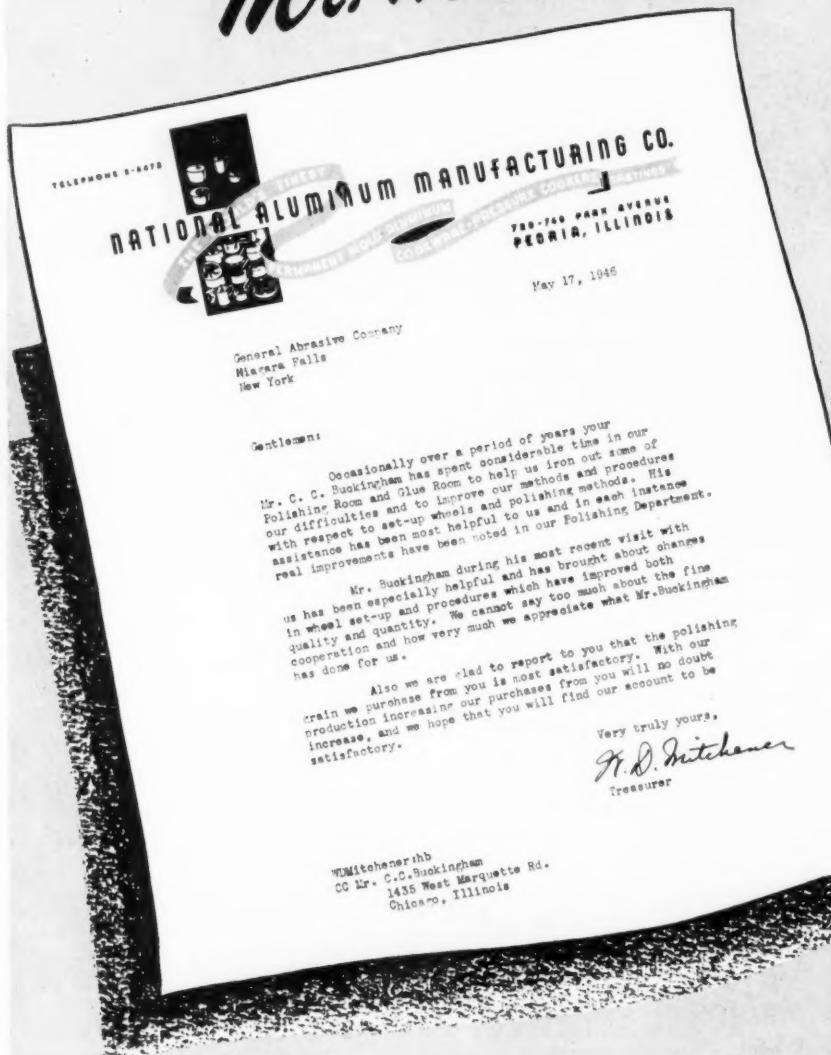 TELEPHONE 2-6673
NATIONAL ALUMINUM MANUFACTURING CO.
THE FINEST
PERMANENT MOLD ALUMINUM
COOKWARE-PRESSURE COOKERS CASTINGS
PARK AVENUE
PEORIA, ILLINOIS
May 17, 1946
General Abrasive Company
Niagara Falls
New York
Gentlemen:
Occasionally over a period of years your
Mr. C. C. Buckingham has spent considerable time in our
Polishing Room and Glue Room to help us iron out some of
our difficulties and to improve our methods and procedures
with respect to set-up wheels and polishing methods. His
assistance has been most helpful to us and in each instance
real improvements have been noted in our Polishing Department.
Mr. Buckingham during his most recent visit with
us has been especially helpful and has brought about changes
in wheel set-up and procedures which have improved both
quality and quantity. We cannot say too much about the fine
cooperation and how very much we appreciate what Mr.Buckingham
has done for us.
Also we are glad to report to you that the polishing
grain we purchase from you is most satisfactory. With our
production increasing our purchases from you will no doubt
increase, and we hope that you will find our account to be
satisfactory.
Very truly yours,
W. D. Mitchener
Treasurer
WDMitchener:hb
CC Mr. C.C.Buckingham
1435 West Marquette Rd.
Chicago, Illinois